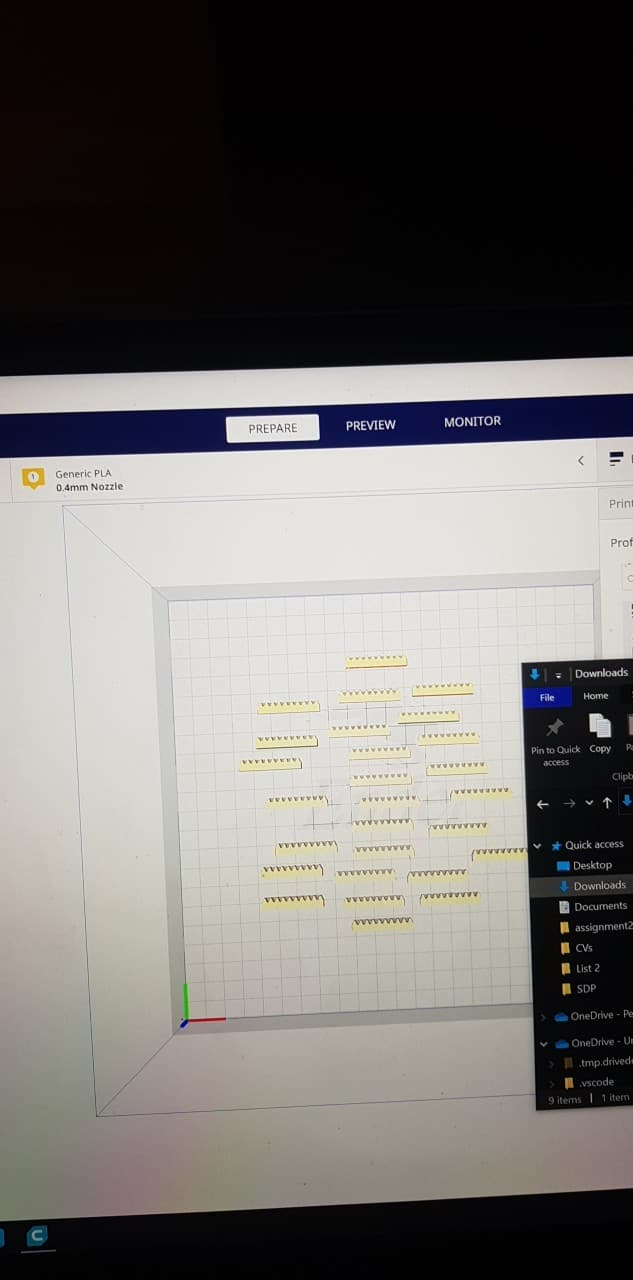 PREPARE
PREVIEW
MONITOR
1
Generic PLA
0.4mm Nozzle
Print
Prof
Downloads
File
Home
Pin to Quick
access
Copy
Clipb
Quick access
Desktop
Downloads
Documents
assignment2
CVs
List 2
SDP
OneDrive - Pe
OneDrive - Un
.tmp.drived
.vscode
9 items
1 item